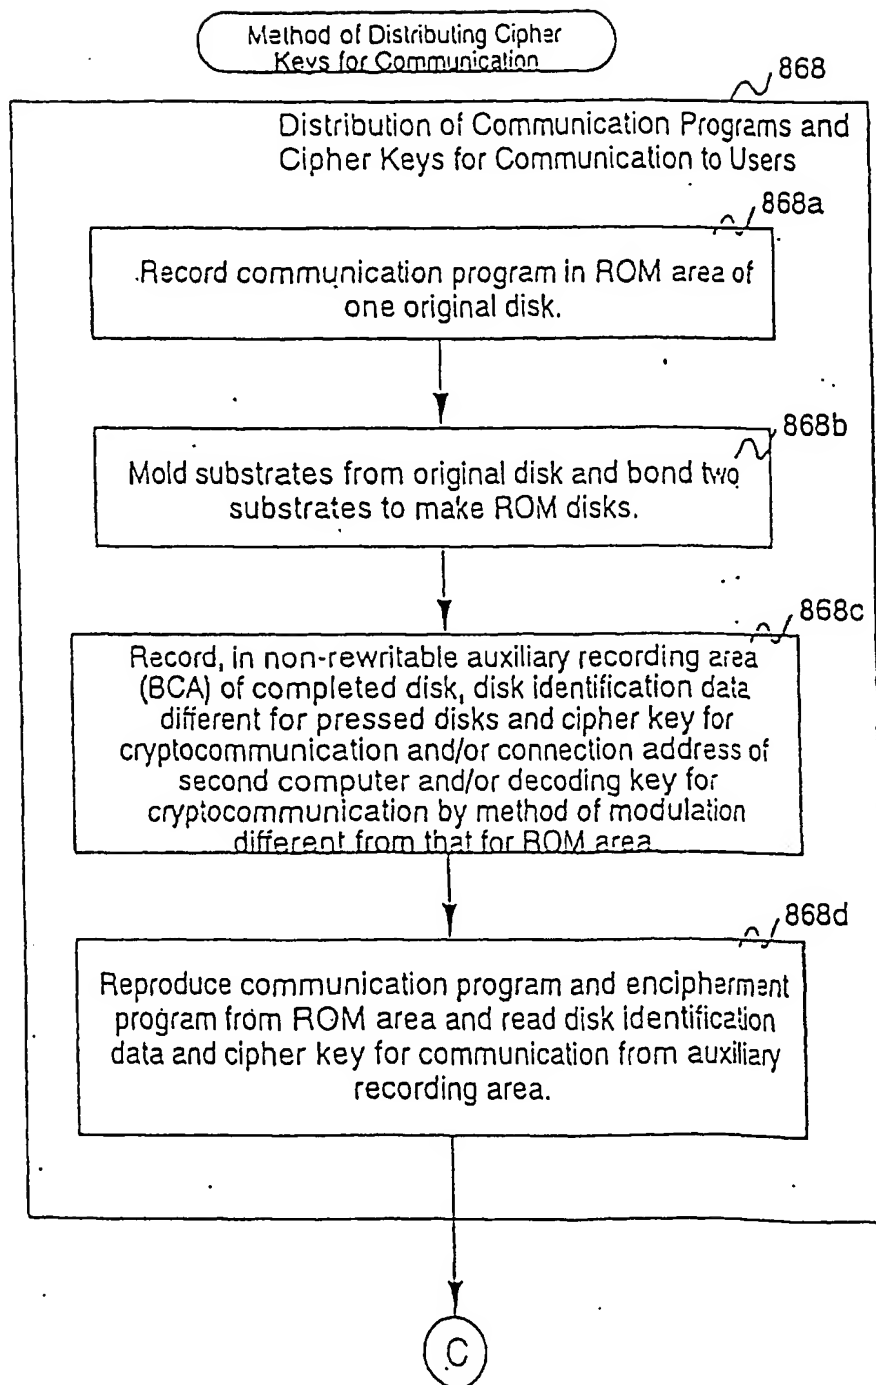 Method of Distributing Cipher
Keys for Communication
868
Distribution of Communication Programs and
Cipher Keys for Communication to Users
868a
Record communication program in ROM area of
one original disk.
868b
Mold substrates from original disk and bond two
substrates to make ROM disks.
868c
Record, in non-rewritable auxiliary recording area
(BCA) of completed disk, disk identification data
different for pressed disks and cipher key for
cryptocommunication and/or connection address of
second computer and/or decoding key for
cryptocommunication by method of modulation
different from that for ROM area
868d
Reproduce communication program and encipherment
program from ROM area and read disk identification
data and cipher key for communication from auxiliary
recording area.
C